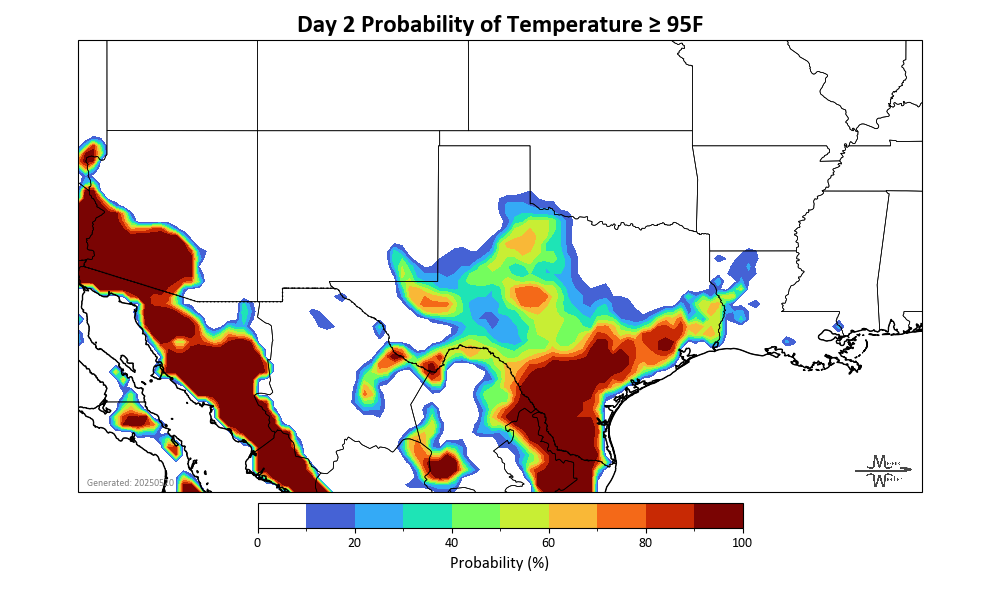 Day 2 Probability of Temperature ≥ 95F
Generated: 20250520
0 20 40 60 80 100
Probability (%)